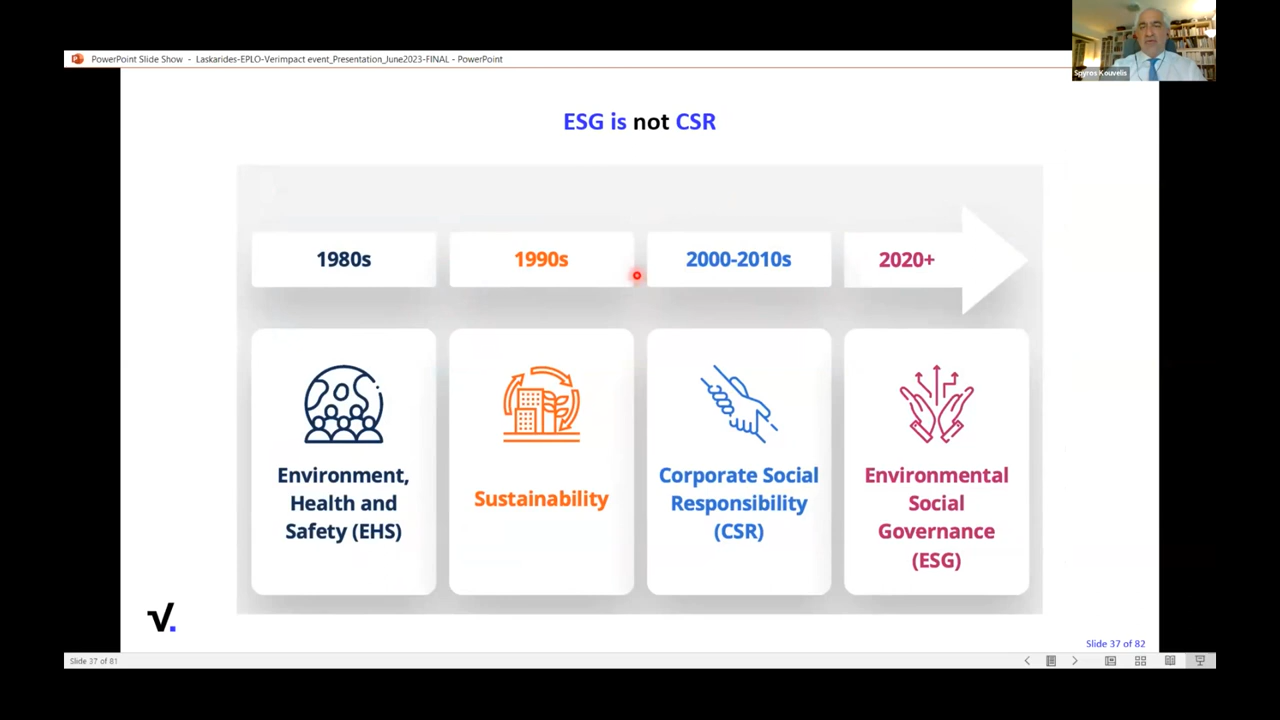 PowerPoint Slide Show - Laskarides-EPLO-Verimpact event_Presentation_June2023-FINAL - PowerPoint
Spyros Kouvelis
ESG is not CSR
1980s
1990s
2000-2010s
2020+
Environment,
Health and
Safety (EHS)
Sustainability
Corporate Social
Responsibility
(CSR)
Environmental
Social
Governance
(ESG)
V.
Slide 37 of 82
Slide 37 of 81